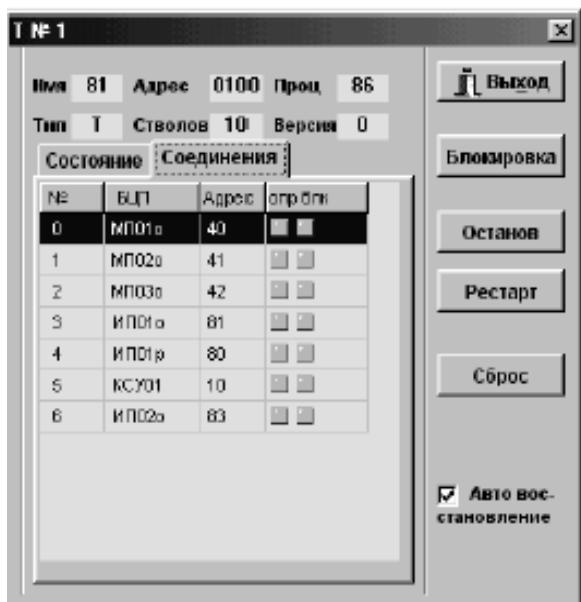 Т № 1
Имя 81 Адрес 0100 Проц 86
Тип Т Стволов 10 Версия 0
Состояние Соединения
№ БЦП Адрес опр блк
0 МП01о 40
1 МП02о 41
2 МП03о 42
3 ИП01о 81
4 ИП01р 80
5 КСУ01 10
6 ИП02о 83
Выход
Блокировка
Останов
Рестарт
Сброс
Авто вос-
становление